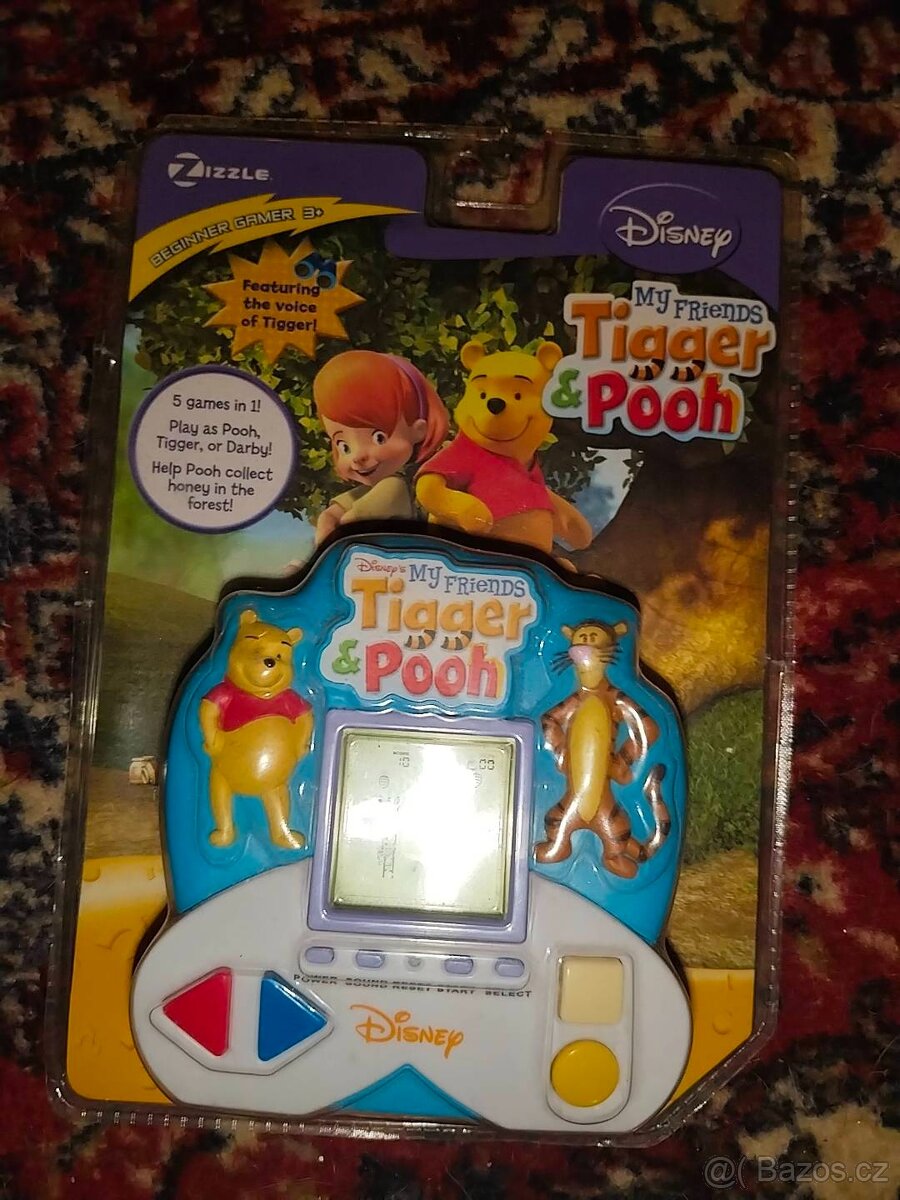 ZIZZLE
BEGINNER GAMER 3+
Disney
Featuring
the voice
of Tigger!
My Friends
Tigger
& Pooh
5 games in 1!
Play as Pooh,
Tigger, or Darby!
Help Pooh collect
honey in the
forest!
Disney's My Friends
Tigger
& Pooh
POWER SOUND RESET START SELECT
Disney
@( Bazos.cz